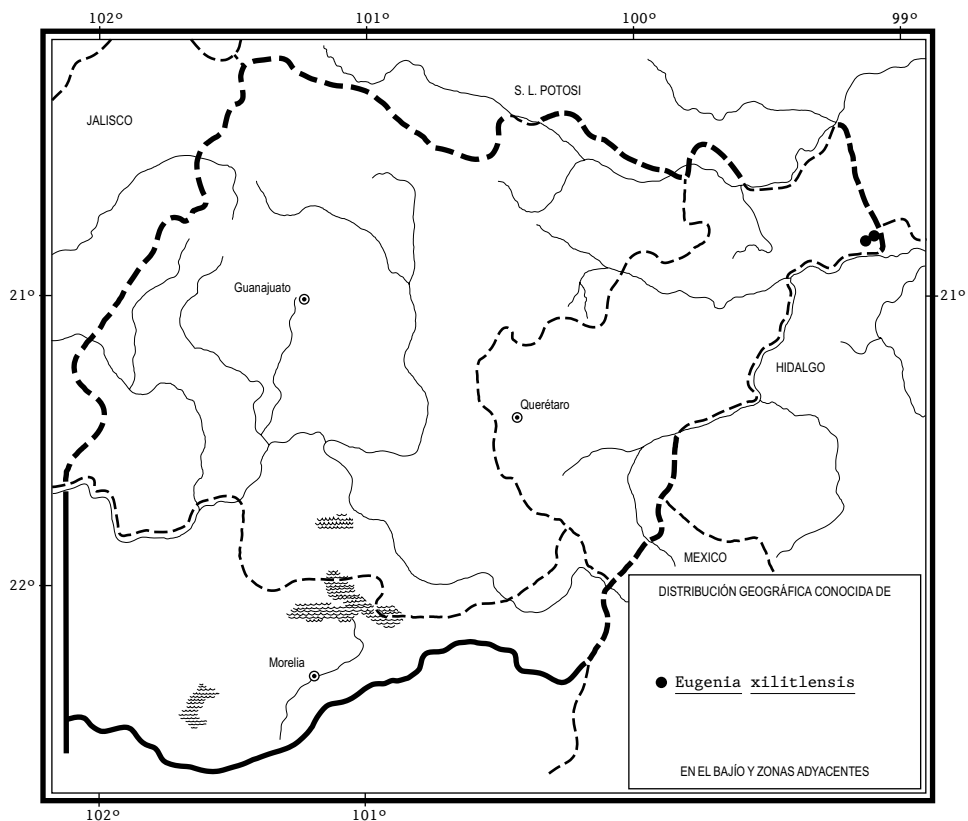 102º 101º 100º 99º
S. L. POTOSI
JALISCO
Guanajuato
21º 21º
HIDALGO
Querétaro
MEXICO
22º
DISTRIBUCIÓN GEOGRÁFICA CONOCIDA DE
Morelia
Eugenia xilitlensis
EN EL BAJÍO Y ZONAS ADYACENTES
102º 101º